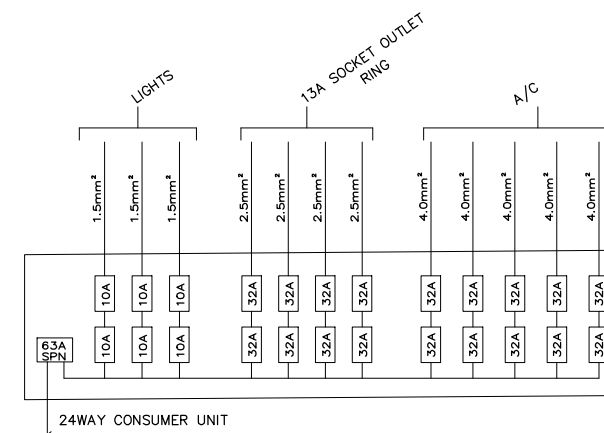 13A SOCKET OUTLET
RING
LIGHTS
A/C
1.5mm² 1.5mm² 1.5mm² 2.5mm² 2.5mm² 2.5mm² 2.5mm² 4.0mm² 4.0mm² 4.0mm² 4.0mm² 4.0mm²
10A 10A 10A 32A 32A 32A 32A 32A 32A 32A 32A 32A
63A
SPN
10A 10A 10A 32A 32A 32A 32A 32A 32A 32A 32A 32A
24WAY CONSUMER UNIT